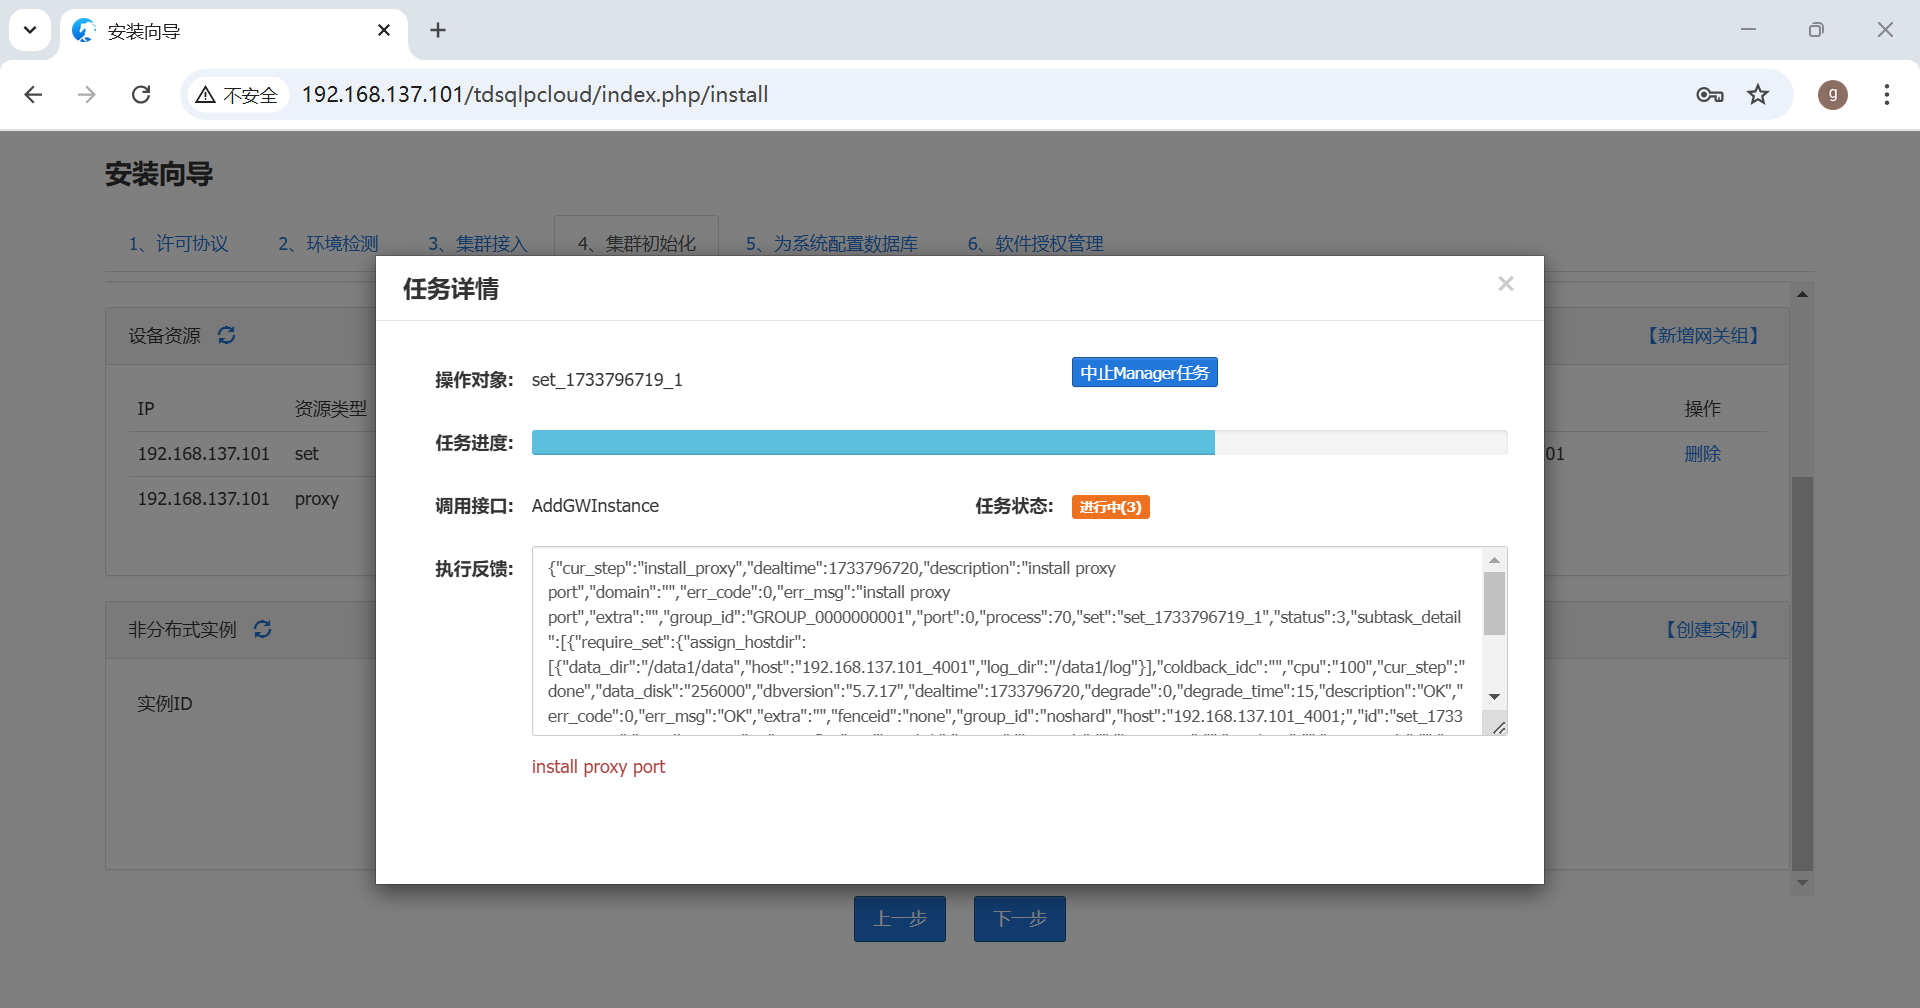 安装向导
不安全
192.168.137.101/tdsqlpcloud/index.php/install
g
安装向导
1、许可协议
2、环境检测
3、集群接入
4、集群初始化
5、为系统配置数据库
6、软件授权管理
任务详情
×
设备资源
【新增网关组】
操作对象:
set_1733796719_1
中止Manager任务
IP
资源类型
操作
任务进度:
192.168.137.101
set
01
删除
192.168.137.101
proxy
调用接口:
AddGWInstance
任务状态:
进行中(3)
执行反馈:
{"cur_step":"install_proxy","dealtime":1733796720,"description":"install proxy
port","domain":"","err_code":0,"err_msg":"install proxy
port","extra":"","group_id":"GROUP_0000000001","port":0,"process":70,"set":"set_1733796719_1","status":3,"subtask_detail
":[{"require_set":{"assign_hostdir":
[{"data_dir":"/data1/data","host":"192.168.137.101_4001","log_dir":"/data1/log"}],"coldback_idc":"","cpu":"100","cur_step":"
done","data_disk":"256000","dbversion":"5.7.17","dealtime":1733796720,"degrade":0,"degrade_time":15,"description":"OK","
err_code":0,"err_msg":"OK","extra":"","fenceid":"none","group_id":"noshard","host":"192.168.137.101_4001;","id":"set_1733
非分布式实例
【创建实例】
实例ID
install proxy port
上一步
下一步